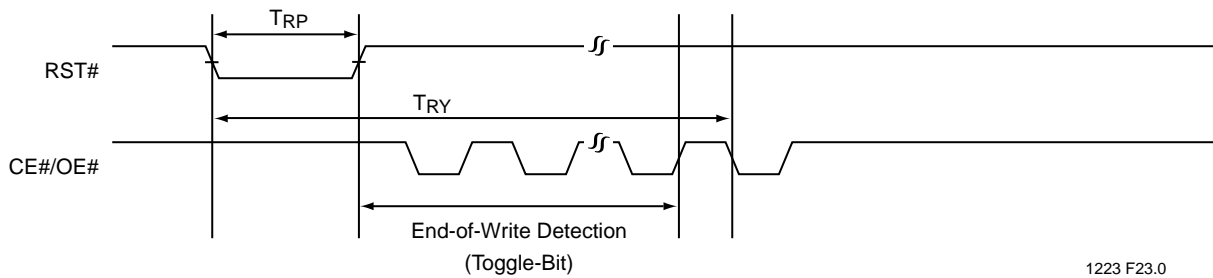 TRP
RST#
TRY
CE#/OE#
End-of-Write Detection
(Toggle-Bit)
1223 F23.0